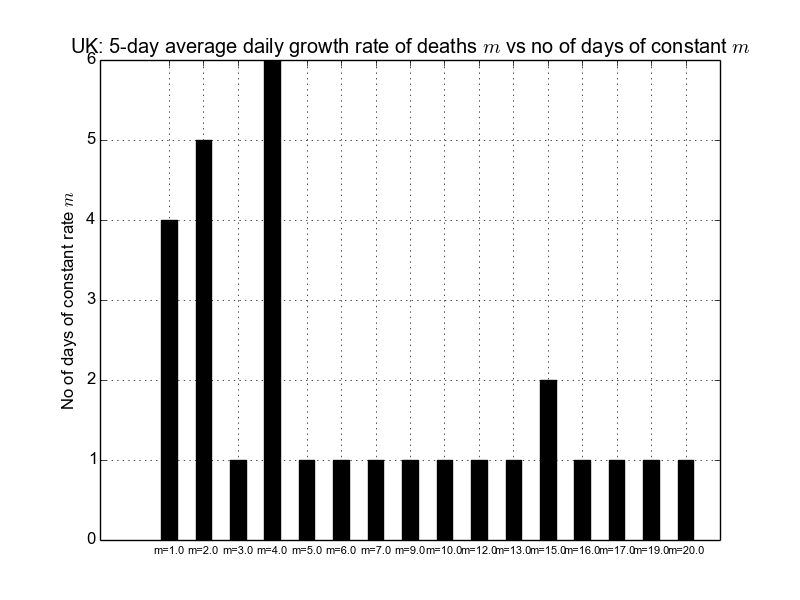 UK: 5-day average daily growth rate of deaths m vs no of days of constant m
No of days of constant rate m
6
5
4
3
2
1
0
m=1.0 m=2.0 m=3.0 m=4.0 m=5.0 m=6.0 m=7.0 m=9.0 m=10.0 m=12.0 m=13.0 m=15.0 m=16.0 m=17.0 m=19.0 m=20.0